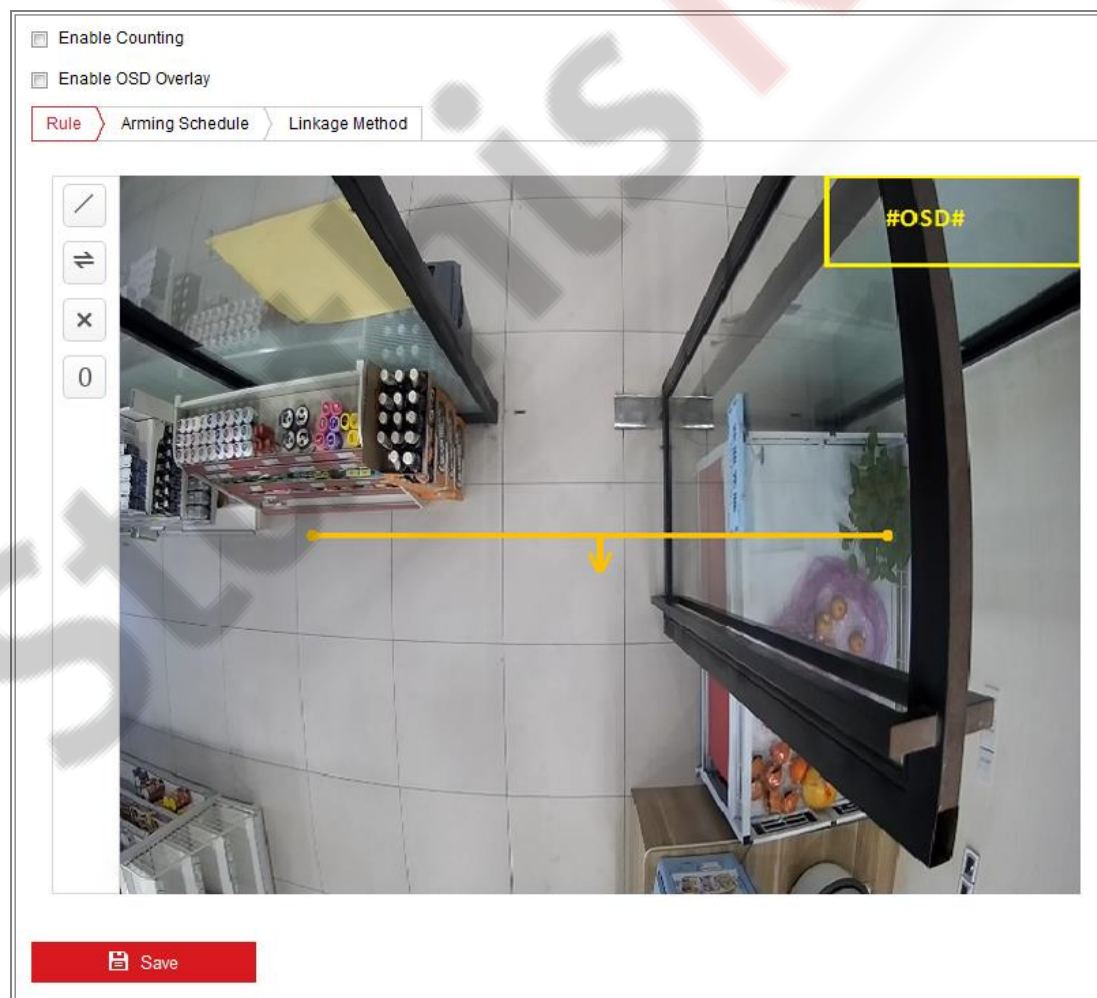 Enable Counting
Enable OSD Overlay
Rule
Arming Schedule
Linkage Method
#OSD#
0
Save